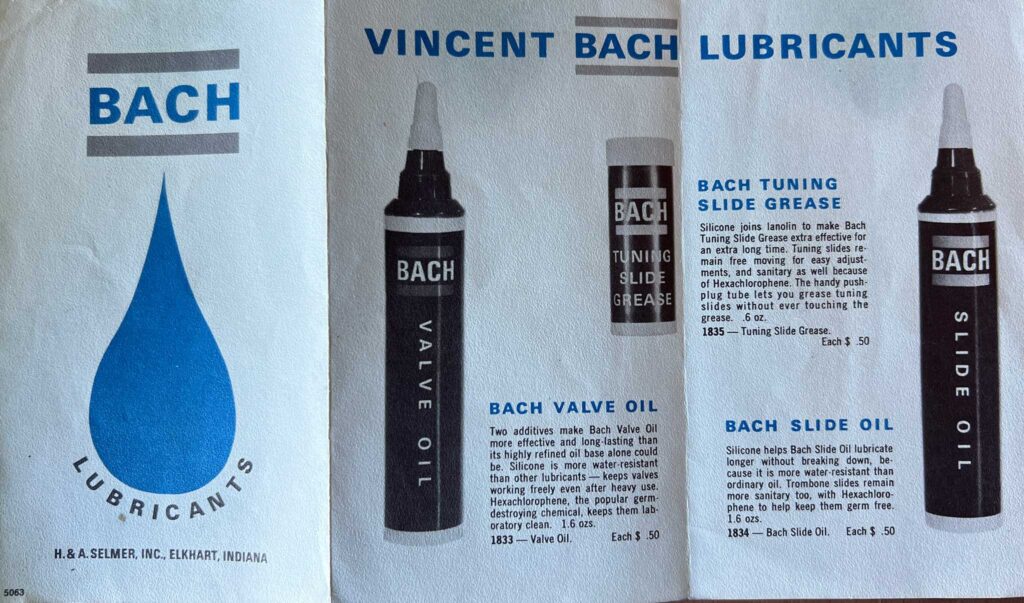 BACH
LUBRICANTS
H. & A. SELMER, INC., ELKHART, INDIANA
5063
VINCENT BACH LUBRICANTS
BACH
VALVE OIL
BACH
TUNING
SLIDE
GREASE
BACH VALVE OIL
Two additives make Bach Valve Oil
more effective and long-lasting than
its highly refined oil base alone could
be. Silicone is more water-resistant
than other lubricants — keeps valves
working freely even after heavy use.
Hexachlorophene, the popular germ-
destroying chemical, keeps them lab-
oratory clean. 1.6 ozs.
1833 — Valve Oil. Each $ .50
BACH TUNING
SLIDE GREASE
Silicone joins lanolin to make Bach
Tuning Slide Grease extra effective for
an extra long time. Tuning slides re-
main free moving for easy adjust-
ments, and sanitary as well because
of Hexachlorophene. The handy push-
plug tube lets you grease tuning
slides without ever touching the
grease. .6 oz.
1835 — Tuning Slide Grease.
Each $ .50
BACH
SLIDE OIL
BACH SLIDE OIL
Silicone helps Bach Slide Oil lubricate
longer without breaking down, be-
cause it is more water-resistant than
ordinary oil. Trombone slides remain
more sanitary too, with Hexachloro-
phene to help keep them germ free.
1.6 ozs.
1834 — Bach Slide Oil. Each $ .50